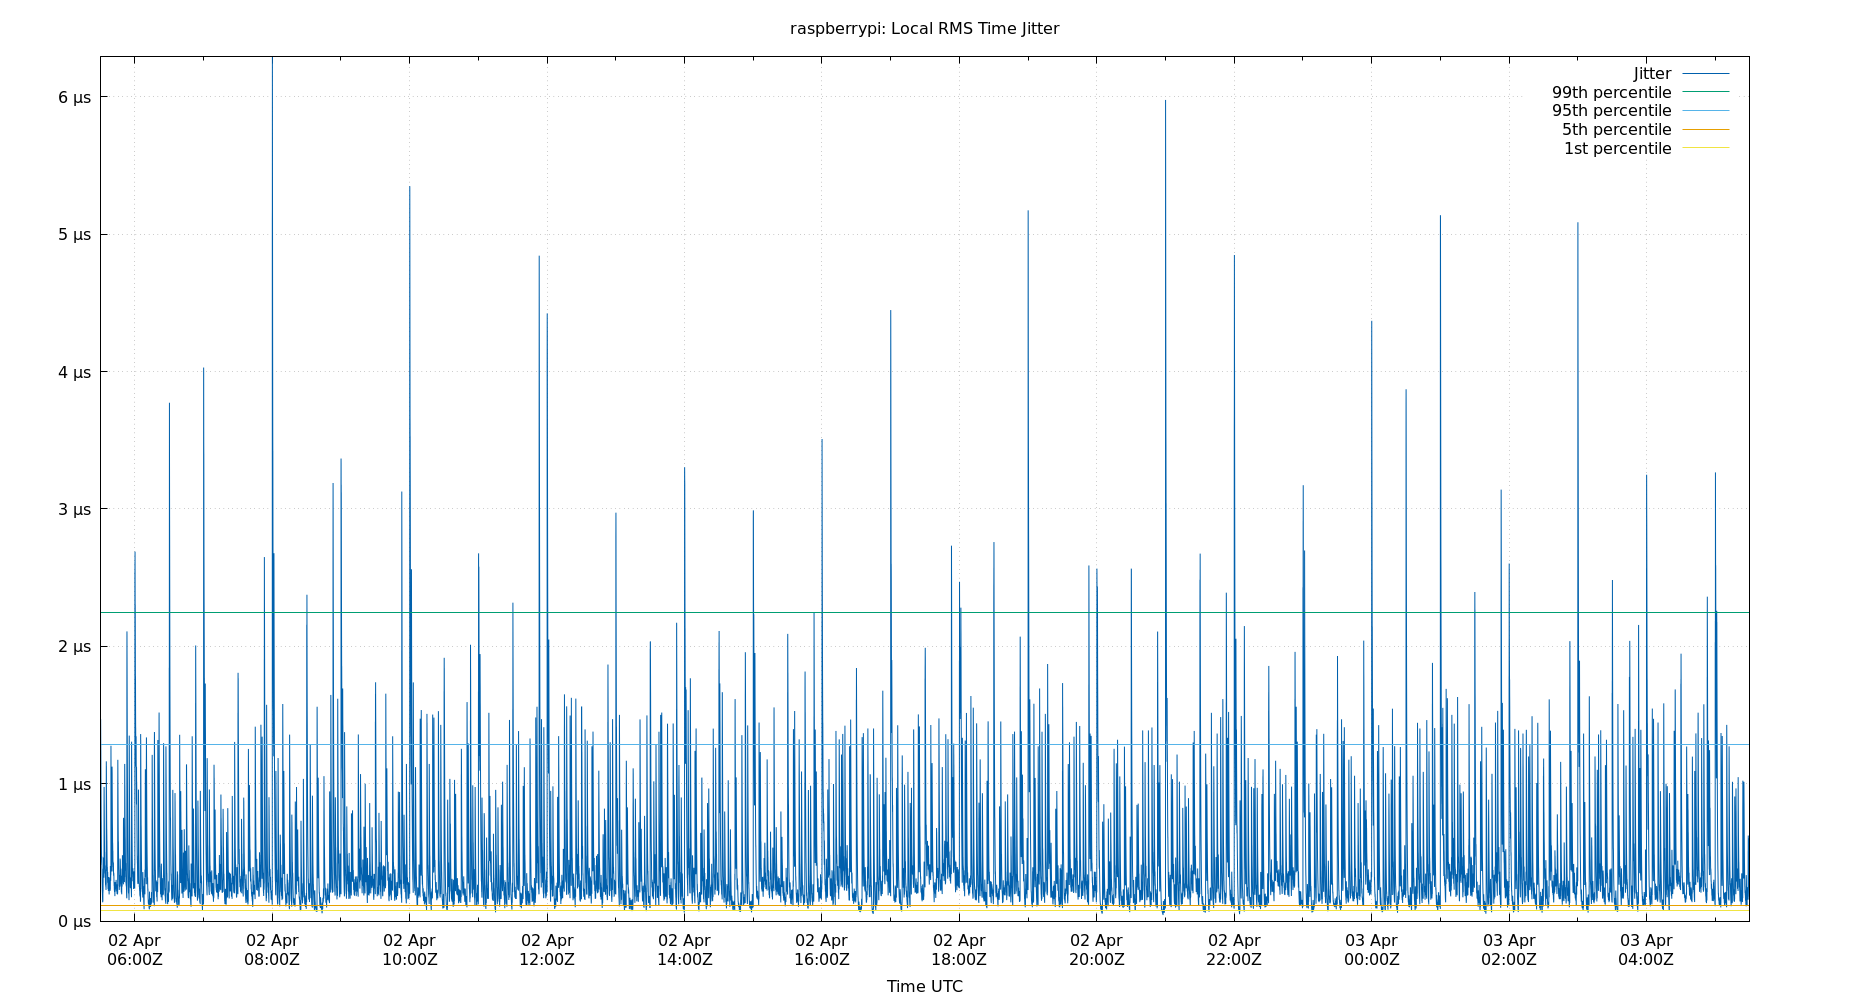 raspberrypi: Local RMS Time Jitter
Jitter
99th percentile
95th percentile
5th percentile
1st percentile
6 µs
5 µs
4 µs
3 µs
2 µs
1 µs
0 µs
02 Apr 02 Apr 02 Apr 02 Apr 02 Apr 02 Apr 02 Apr 02 Apr 02 Apr 03 Apr 03 Apr 03 Apr
06:00Z 08:00Z 10:00Z 12:00Z 14:00Z 16:00Z 18:00Z 20:00Z 22:00Z 00:00Z 02:00Z 04:00Z
Time UTC